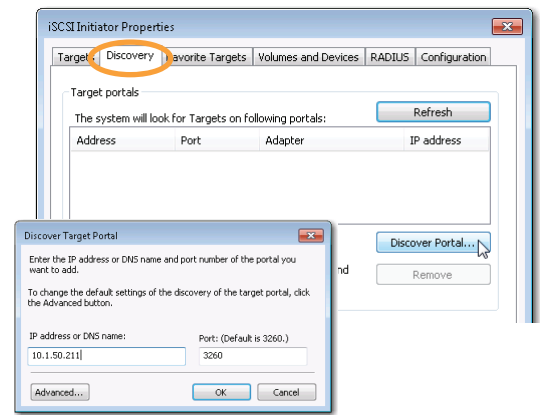 iSCSI Initiator Properties
Targets Discovery Favorite Targets Volumes and Devices RADIUS Configuration
Target portals
The system will look for Targets on following portals:
Refresh
Address Port Adapter IP address
Discover Portal...
Remove
Discover Target Portal
Enter the IP address or DNS name and port number of the portal you
want to add.
To change the default settings of the discovery of the target portal, click
the Advanced button.
IP address or DNS name: Port: (Default is 3260.)
10.1.50.211 3260
Advanced... OK Cancel